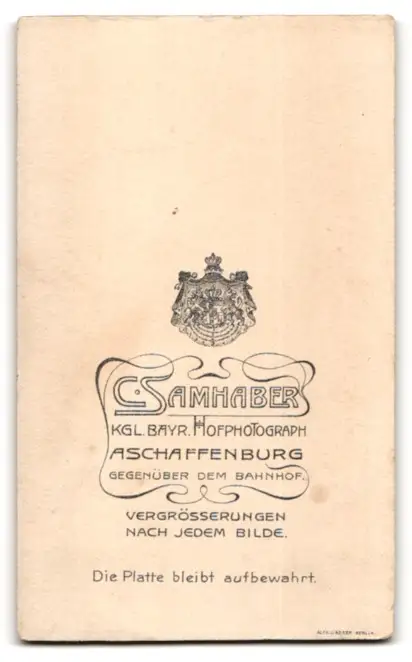 C. SAMHABER
KGL. BAYR. HOFPHOTOGRAPH
ASCHAFFENBURG
GEGENÜBER DEM BAHNHOF.
VERGRÖSSERUNGEN
NACH JEDEM BILDE.
Die Platte bleibt aufbewahrt.